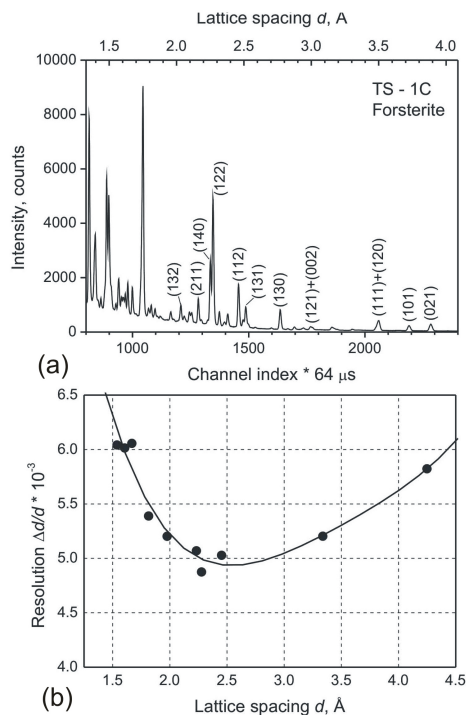 Lattice spacing d, Å
1.5 2.0 2.5 3.0 3.5 4.0
TS - 1C
Forsterite
Intensity, counts
10000
8000
6000
4000
2000
0
(132)
(211)
(140)
(122)
(112)
(131)
(130)
(121)+(002)
(111)+(120)
(101)
(021)
1000 1500 2000
(a)
Channel index * 64 μs
Resolution Δd/d * 10⁻³
6.5
6.0
5.5
5.0
4.5
4.0
1.5 2.0 2.5 3.0 3.5 4.0 4.5
(b)
Lattice spacing d, Å